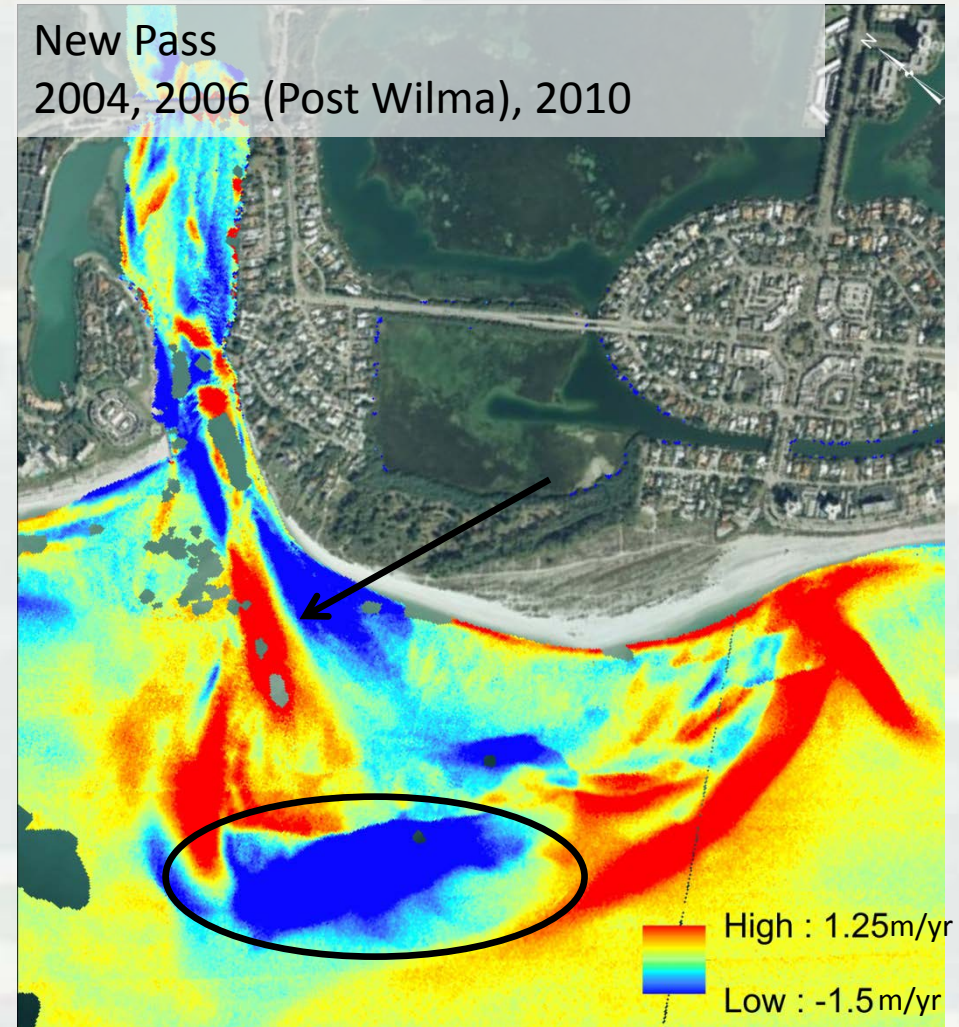 New Pass
2004, 2006 (Post Wilma), 2010
N
High : 1.25m/yr
Low : -1.5m/yr